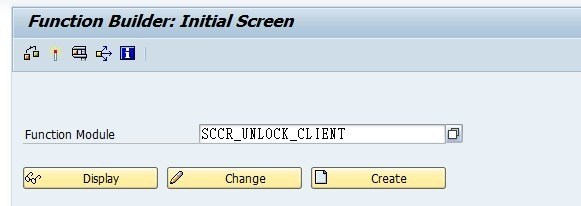 Function Builder: Initial Screen
Function Module SCCR_UNLOCK_CLIENT
Display Change Create